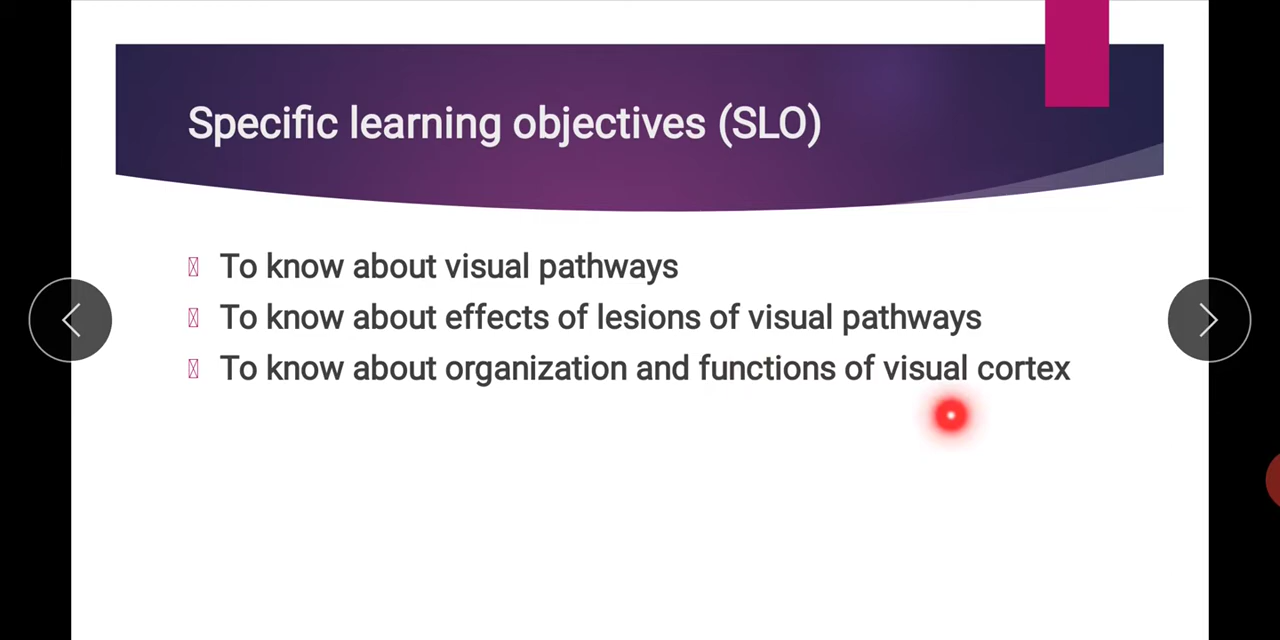 Specific learning objectives (SLO)
To know about visual pathways
To know about effects of lesions of visual pathways
To know about organization and functions of visual cortex